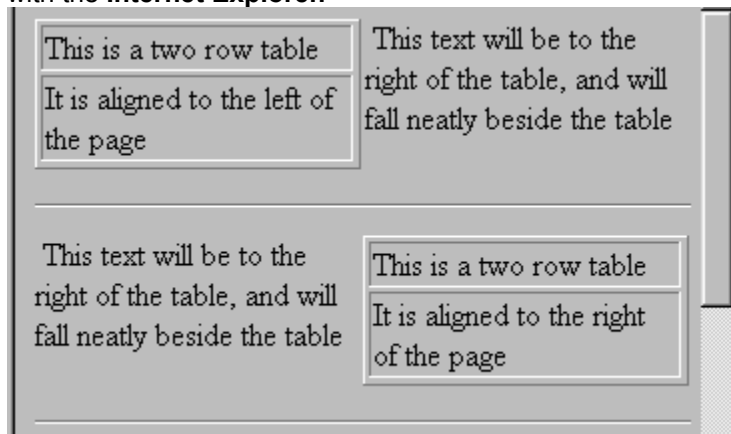 with the Internet Explorer.
This is a two row table
It is aligned to the left of
the page
This text will be to the
right of the table, and will
fall neatly beside the table
This text will be to the
right of the table, and will
fall neatly beside the table
This is a two row table
It is aligned to the right
of the page